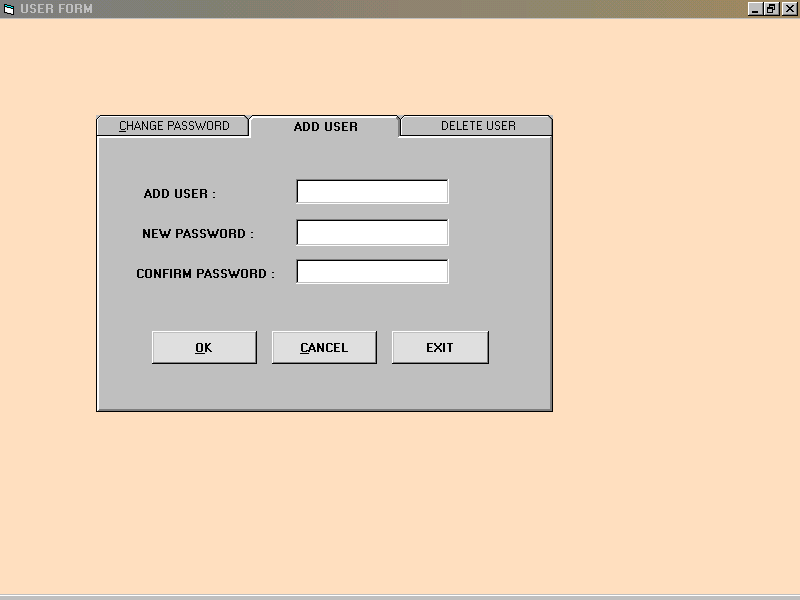 USER FORM
CHANGE PASSWORD
ADD USER
DELETE USER
ADD USER :
NEW PASSWORD :
CONFIRM PASSWORD :
OK
CANCEL
EXIT